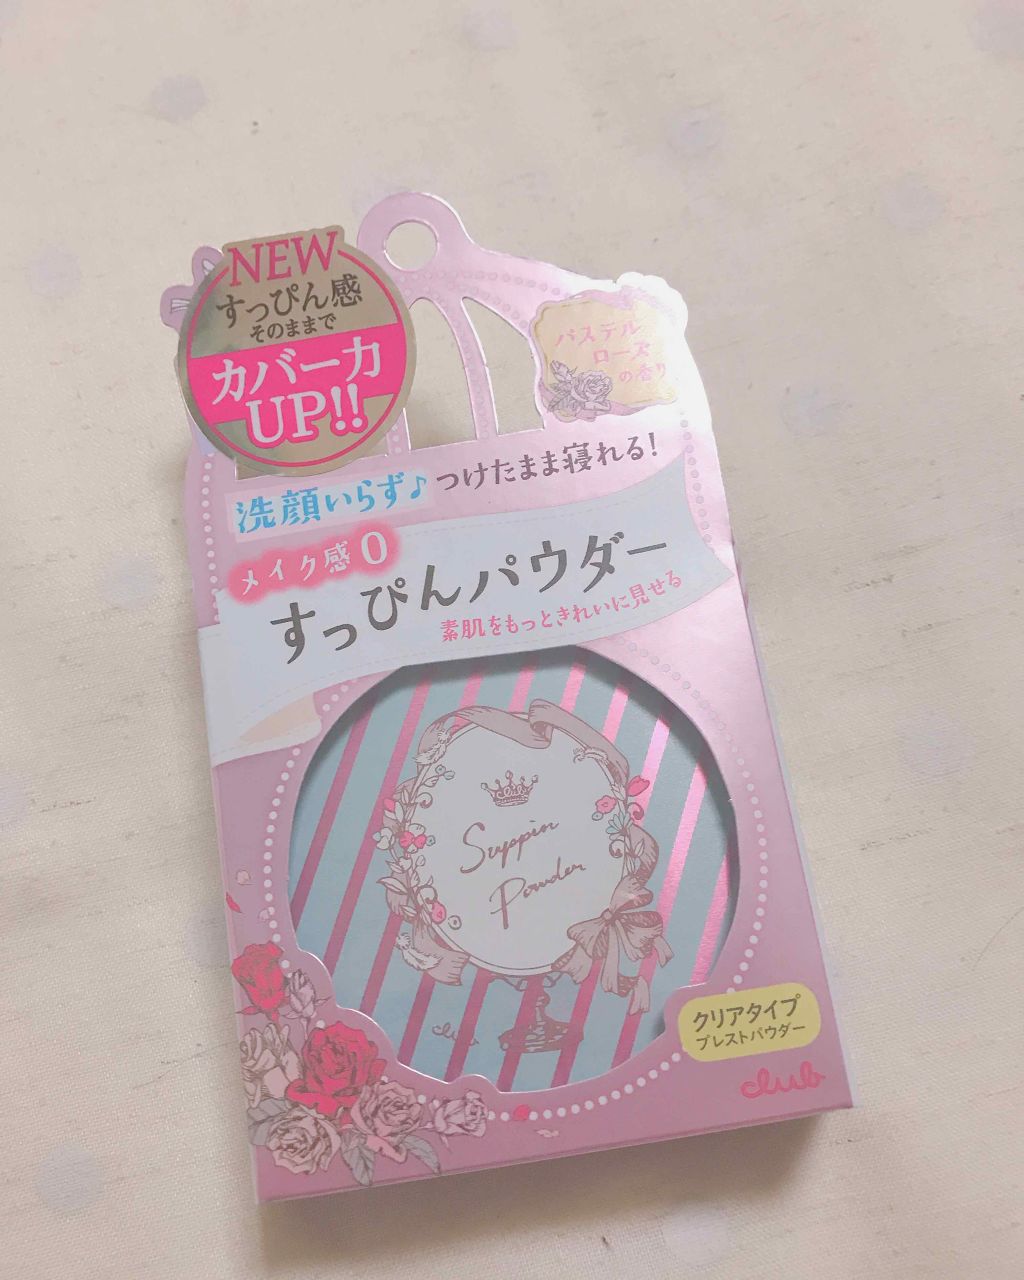 NEW
すっぴん感
そのままで
カバー力
UP!!
パステル
ローズ
の香り
洗顔いらず♪ つけたまま寝れる!
メイク感0
すっぴんパウダー
素肌をもっときれいに見せる
club
Suppin
Powder
club
クリアタイプ
プレストパウダー
club